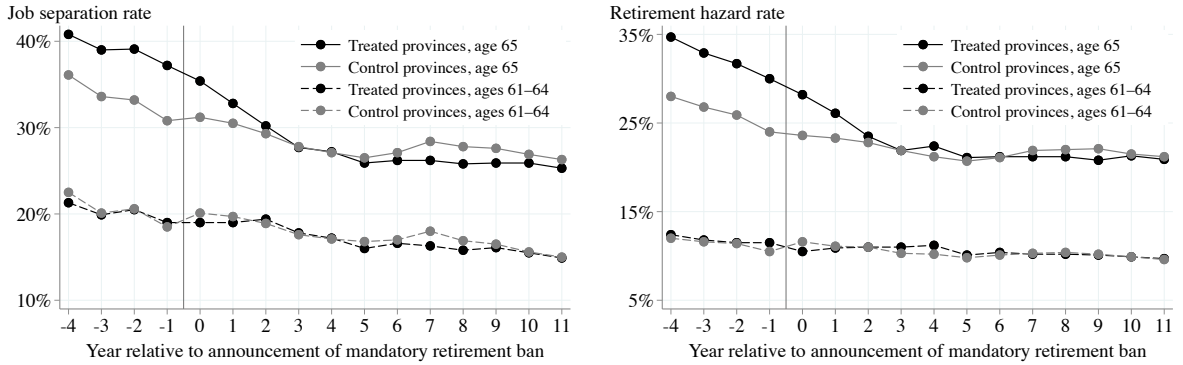 Job separation rate
40%
30%
20%
10%
Treated provinces, age 65
Control provinces, age 65
Treated provinces, ages 61–64
Control provinces, ages 61–64
-4 -3 -2 -1 0 1 2 3 4 5 6 7 8 9 10 11
Year relative to announcement of mandatory retirement ban
Retirement hazard rate
35%
25%
15%
5%
Treated provinces, age 65
Control provinces, age 65
Treated provinces, ages 61–64
Control provinces, ages 61–64
-4 -3 -2 -1 0 1 2 3 4 5 6 7 8 9 10 11
Year relative to announcement of mandatory retirement ban